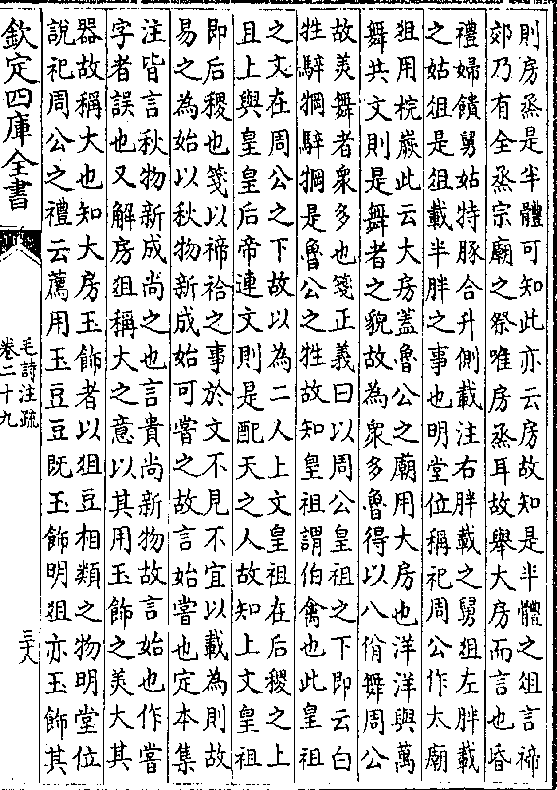 則房烝是半體可知此亦云房故知是半體之俎言禘
郊乃有全烝宗廟之祭唯房烝耳故舉大房而言也昏
禮婦饋舅姑特豚合升側載注右胖載之舅俎左胖載
之姑俎是俎載半胖之事也明堂位稱祀周公作太廟
俎用梡嶡此云大房蓋魯公之廟用大房也洋洋與萬
舞共文則是舞者之貌故為衆多魯得以八佾舞周公
故美舞者衆多也箋正義曰以周公皇祖之下即云白
牲騂犅騂犅是魯公之牲故知皇祖謂伯禽也此皇祖
之文在周公之下故以為二人上文皇祖在后稷之上
且上與皇皇后帝連文則是配天之人故知上文皇祖
即后稷也箋以禘祫之事於文不見不宜以載為則故
易之為始以秋物新成始可嘗之故言始嘗也定本集
注皆言秋物新成尚之也言貴尚新物故言始也作嘗
字者誤也又解房俎稱大之意以其用玉飾之美大其
器故稱大也知大房玉飾者以俎豆相類之物明堂位
說祀周公之禮云薦用玉豆豆既玉飾明俎亦玉飾其
欽定四庫全書
毛詩注疏
卷二十九
三十八